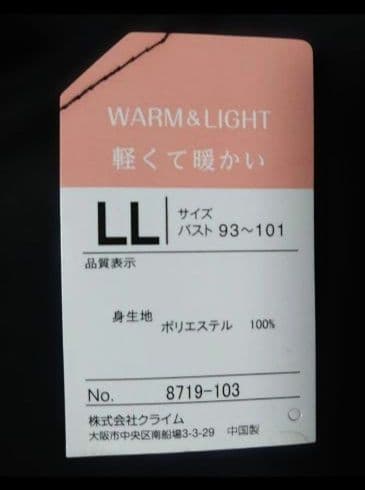 WARM&LIGHT
軽くて暖かい
LL サイズ
バスト 93〜101
品質表示
身生地 ポリエステル 100%
No. 8719-103
株式会社クライム
大阪市中央区南船場3-3-29 中国製